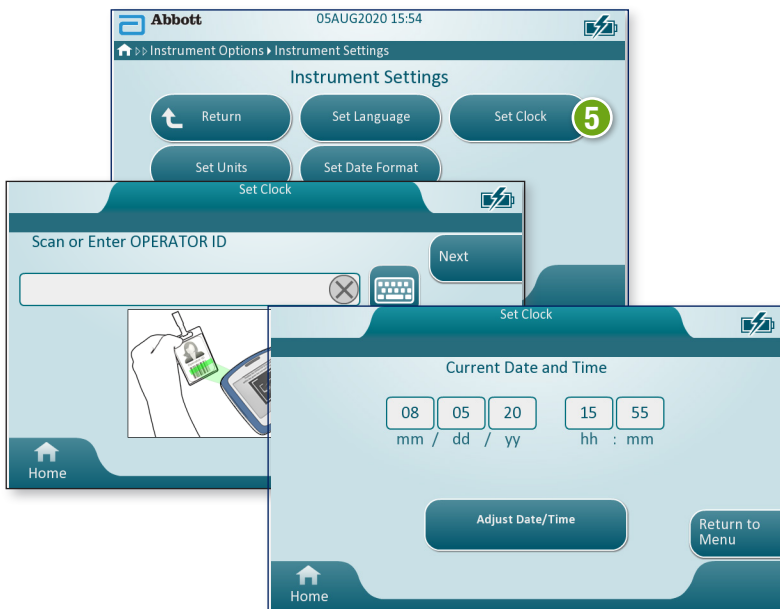 Abbott
05AUG2020 15:54
Instrument Options Instrument Settings
Instrument Settings
Return
Set Language
Set Clock
5
Set Units
Set Date Format
Set Clock
Scan or Enter OPERATOR ID
Next
Home
Set Clock
Current Date and Time
08 05 20 15 55
mm / dd / yy hh : mm
Adjust Date/Time
Return to
Menu
Home